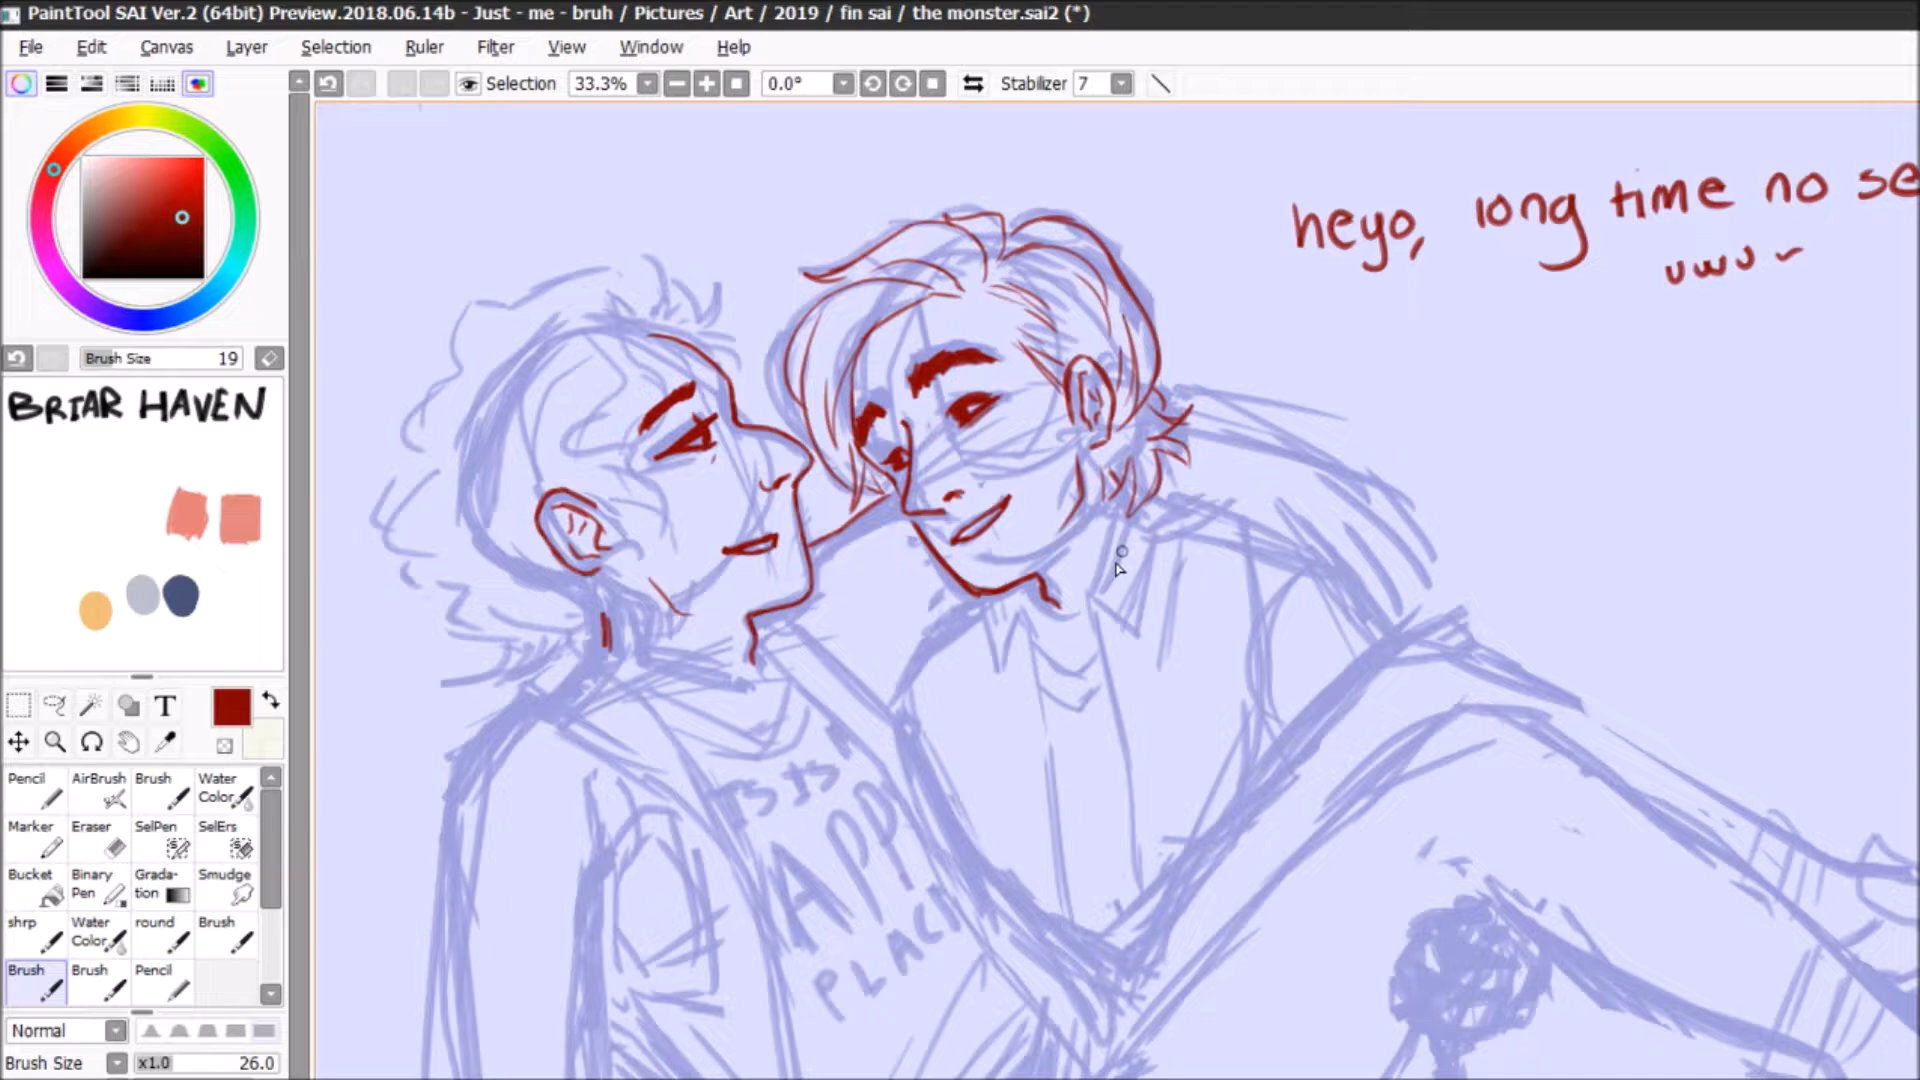 PaintTool SAI Ver.2 (64bit) Preview.2018.06.14b - Just - me - bruh / Pictures / Art / 2019 / fin sai / the monster.sai2 (*)
File Edit Canvas Layer Selection Ruler Filter View Window Help
Selection 33.3% 0.0° Stabilizer 7
Brush Size 19
BRIAR HAVEN
heyo, long time no se
uwu ~
T
Pencil AirBrush Brush Water Color
Marker Eraser SelPen SelErs
Bucket Binary Pen Grada-tion Smudge
shrp Water Color round Brush
Brush Brush Pencil
Normal
Brush Size x1.0 26.0
APPY
PLAC